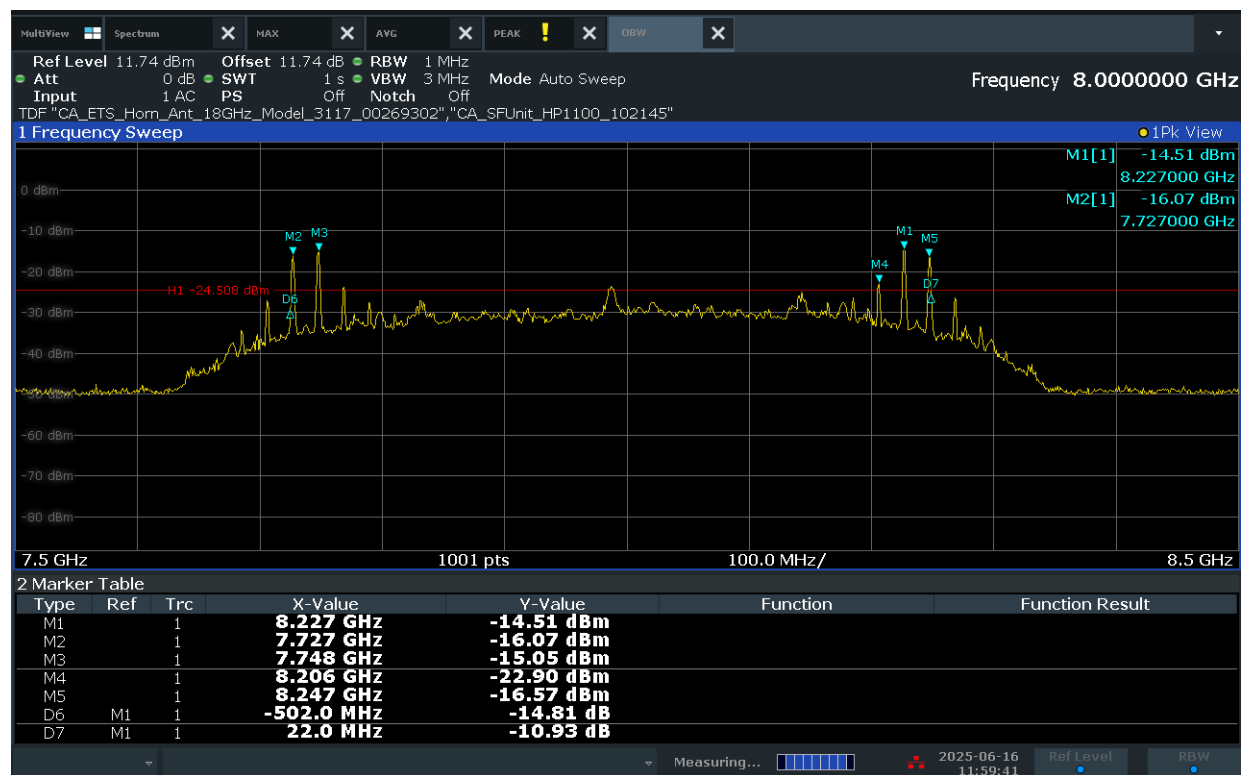 MultiView Spectrum MAX AVG PEAK ! OBW
Ref Level 11.74 dBm Offset 11.74 dB RBW 1 MHz
Att 0 dB SWT 1 s VBW 3 MHz Mode Auto Sweep Frequency 8.0000000 GHz
Input 1 AC PS Off Notch Off
TDF "CA_ETS_Horn_Ant_18GHz_Model_3117_00269302","CA_SFUnit_HP1100_102145"
1 Frequency Sweep 1Pk View
M1[1] -14.51 dBm
8.227000 GHz
0 dBm
M2[1] -16.07 dBm
7.727000 GHz
-10 dBm
M2 M3 M1 M5
M4
-20 dBm
H1 -24.508 dBm
D6 D7
-30 dBm
-40 dBm
-50 dBm
-60 dBm
-70 dBm
-80 dBm
7.5 GHz 1001 pts 100.0 MHz/ 8.5 GHz
2 Marker Table
Type Ref Trc X-Value Y-Value Function Function Result
M1 1 8.227 GHz -14.51 dBm
M2 1 7.727 GHz -16.07 dBm
M3 1 7.748 GHz -15.05 dBm
M4 1 8.206 GHz -22.90 dBm
M5 1 8.247 GHz -16.57 dBm
D6 M1 1 -502.0 MHz -14.81 dB
D7 M1 1 22.0 MHz -10.93 dB
Measuring... 2025-06-16 Ref Level RBW
11:59:41